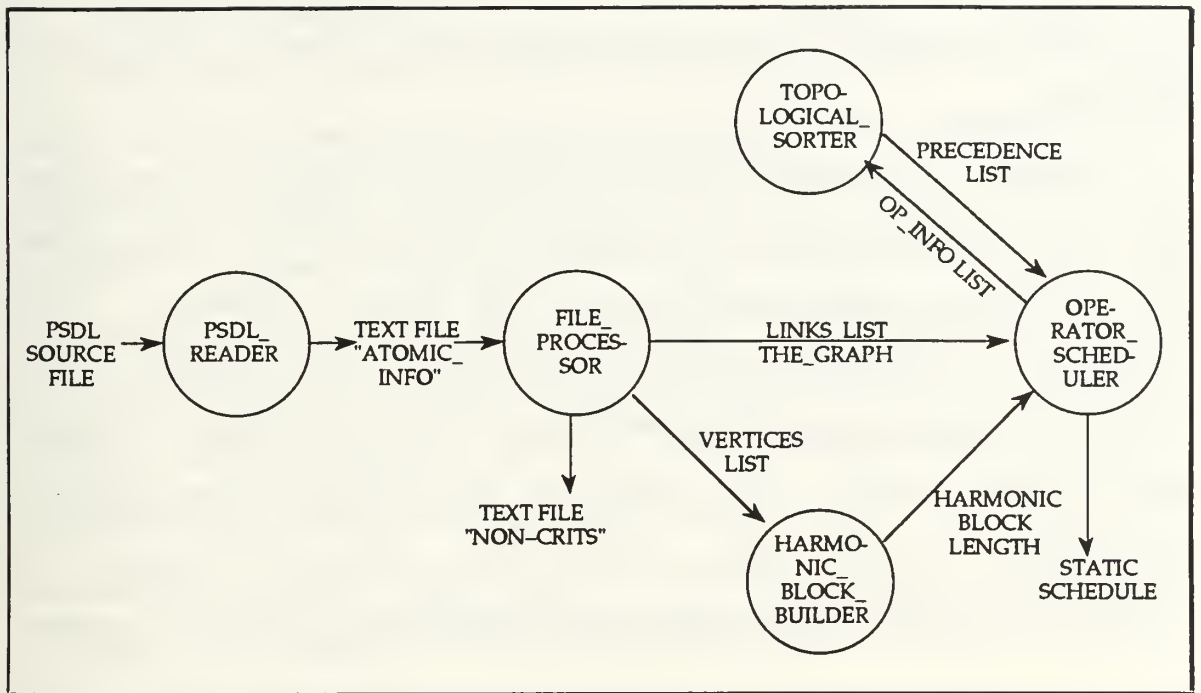 TOPO-
LOGICAL_
SORTER
PRECEDENCE
LIST
OP_INFO LIST
PSDL
SOURCE
FILE
PSDL_
READER
TEXT FILE
"ATOMIC_
INFO"
FILE_
PROCES-
SOR
LINKS_LIST
THE_GRAPH
OPE-
RATOR_
SCHED-
ULER
VERTICES
LIST
TEXT FILE
"NON-CRITS"
HARMO-
NIC_
BLOCK_
BUILDER
HARMONIC
BLOCK
LENGTH
STATIC
SCHEDULE